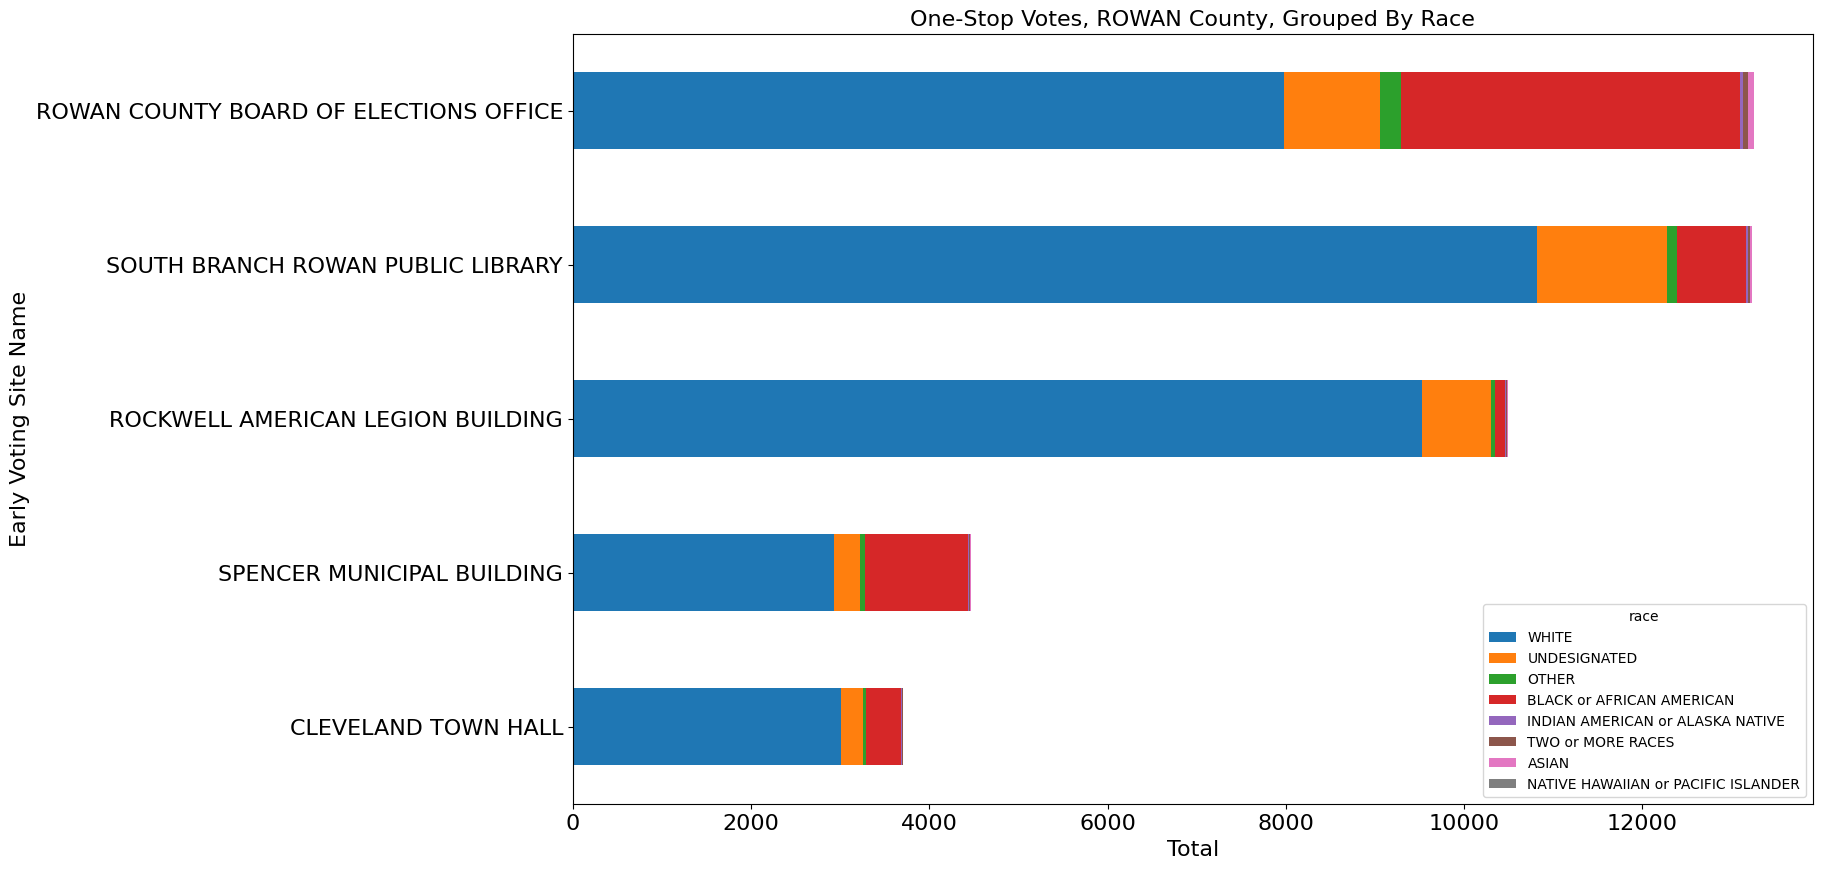 One-Stop Votes, ROWAN County, Grouped By Race
Early Voting Site Name
ROWAN COUNTY BOARD OF ELECTIONS OFFICE
SOUTH BRANCH ROWAN PUBLIC LIBRARY
ROCKWELL AMERICAN LEGION BUILDING
SPENCER MUNICIPAL BUILDING
CLEVELAND TOWN HALL
race
WHITE
UNDESIGNATED
OTHER
BLACK or AFRICAN AMERICAN
INDIAN AMERICAN or ALASKA NATIVE
TWO or MORE RACES
ASIAN
NATIVE HAWAIIAN or PACIFIC ISLANDER
0 2000 4000 6000 8000 10000 12000
Total